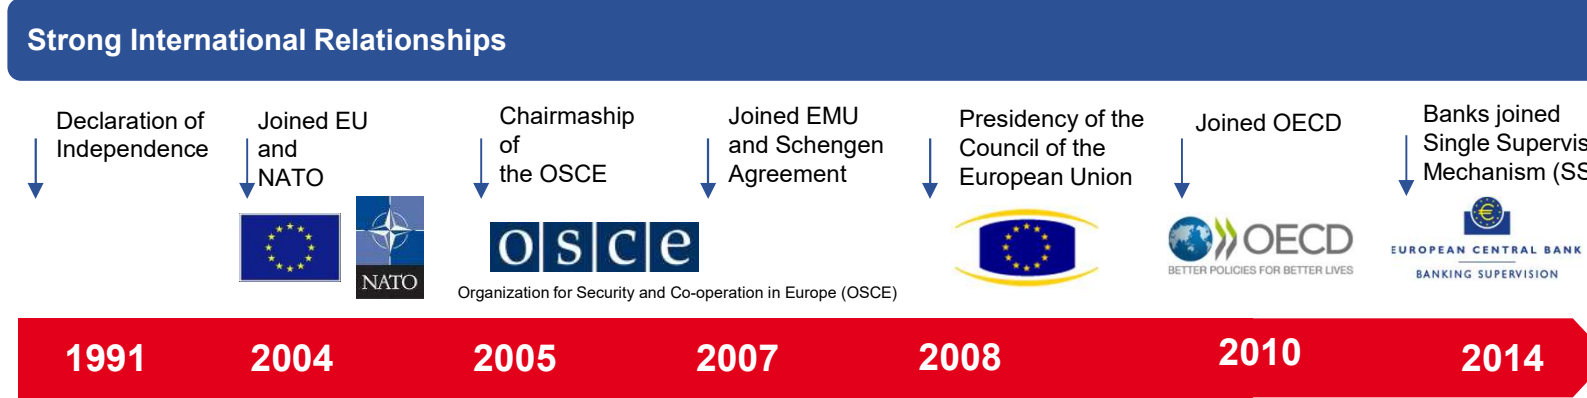 Strong International Relationships
Declaration of
Independence
Joined EU
and
NATO
Chairmaship
of
the OSCE
Joined EMU
and Schengen
Agreement
Presidency of the
Council of the
European Union
Joined OECD
Banks joined
Single Supervis
Mechanism (SS
NATO
osce
Organization for Security and Co-operation in Europe (OSCE)
OECD
BETTER POLICIES FOR BETTER LIVES
EUROPEAN CENTRAL BANK
BANKING SUPERVISION
1991
2004
2005
2007
2008
2010
2014